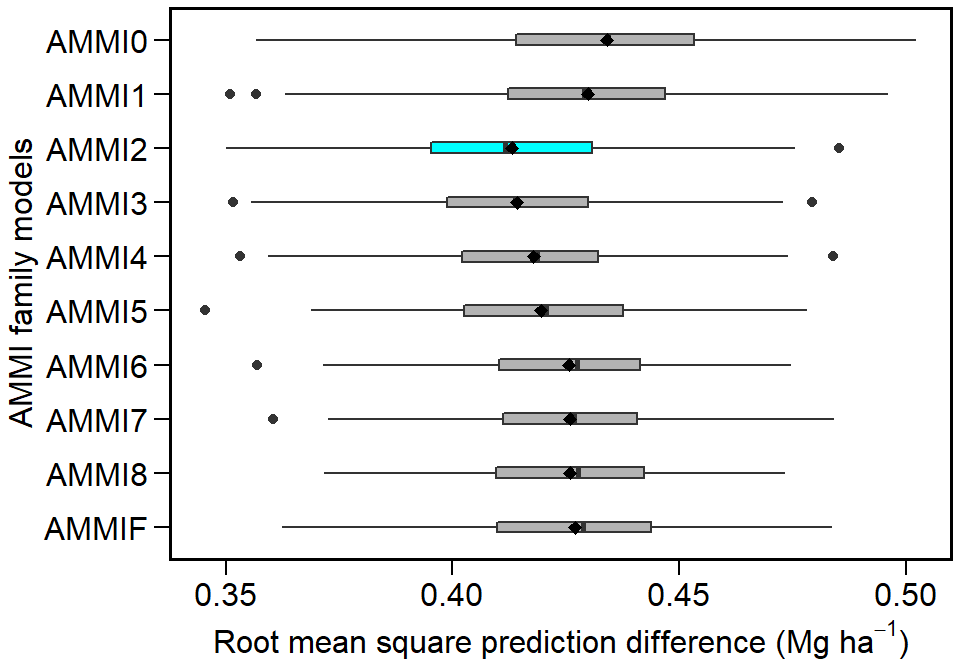 AMMI family models
AMMI0
AMMI1
AMMI2
AMMI3
AMMI4
AMMI5
AMMI6
AMMI7
AMMI8
AMMIF
0.35 0.40 0.45 0.50
Root mean square prediction difference (Mg ha⁻¹)